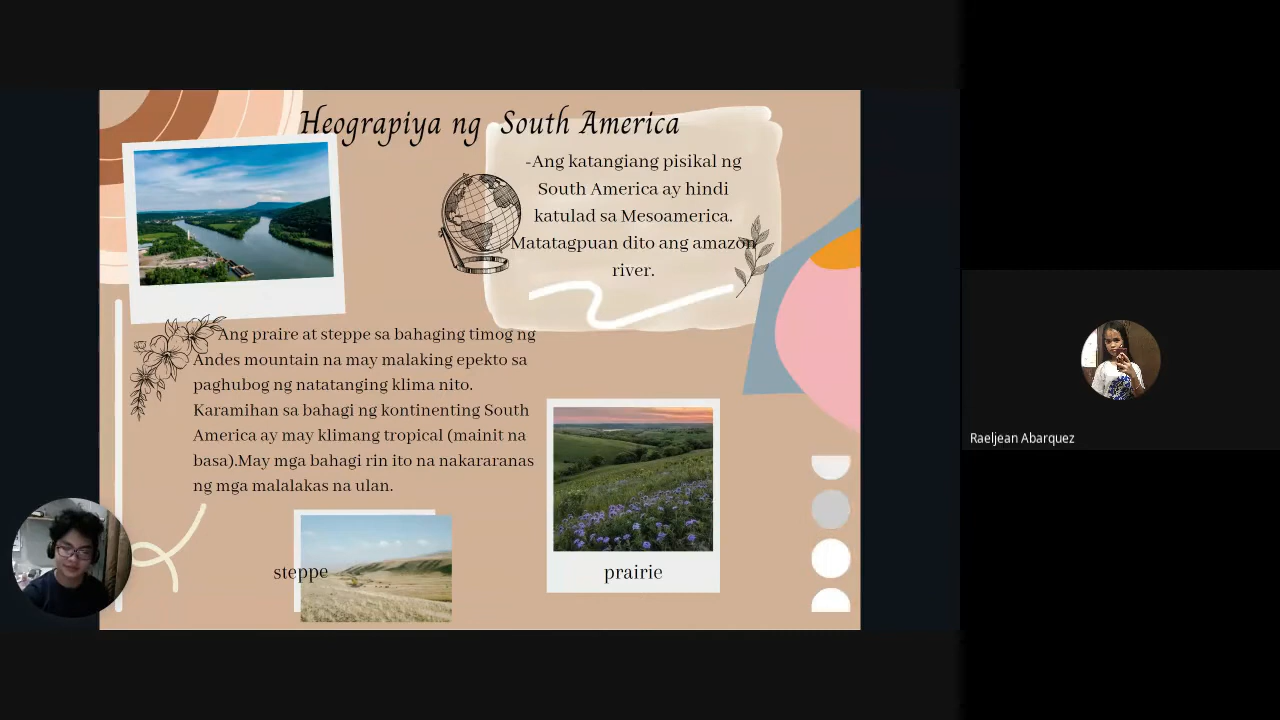 Heograpiya ng South America
-Ang katangiang pisikal ng
South America ay hindi
katulad sa Mesoamerica.
Matatagpuan dito ang amazon
river.
Ang praire at steppe sa bahaging timog ng
Andes mountain na may malaking epekto sa
paghubog ng natatanging klima nito.
Karamihan sa bahagi ng kontinenting South
America ay may klimang tropical (mainit na
basa).May mga bahagi rin ito na nakararanas
ng mga malalakas na ulan.
steppe
prairie
Raeljean Abarquez